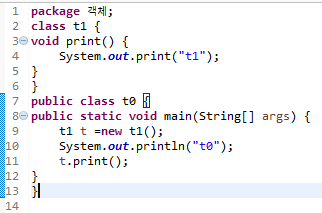 1 package 객체;
2 class t1 {
3 void print() {
4     System.out.print("t1");
5 }
6 }
7 public class t0 {
8 public static void main(String[] args) {
9     t1 t =new t1();
10     System.out.println("t0");
11     t.print();
12 }
13 }
14